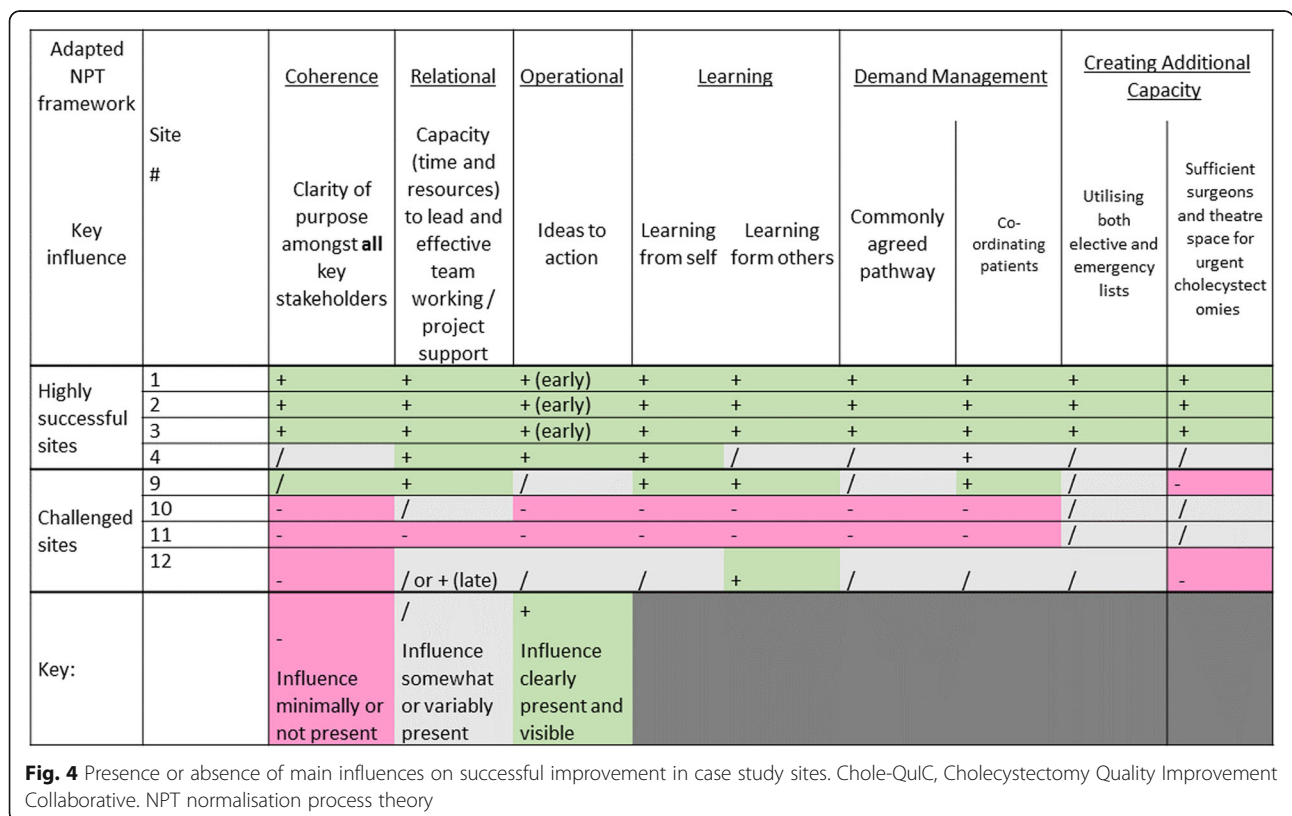 Adapted
NPT
framework
Key
influence
Site
#
Coherence
Clarity of
purpose
amongst all
key
stakeholders
Relational
Capacity
(time and
resources)
to lead and
effective
team
working /
project
support
Operational
Ideas to
action
Learning
Learning
from self
Learning
form others
Demand Management
Commonly
agreed
pathway
Co-
ordinating
patients
Creating Additional
Capacity
Utilising
both
elective and
emergency
lists
Sufficient
surgeons
and theatre
space for
urgent
cholecystect
omies
Highly
successful
sites
1 + + + (early) + + + + + +
2 + + + (early) + + + + + +
3 + + + (early) + + + + + +
4 / + + + / / + / /
Challenged
sites
9 / + / + + / + / -
10 - / - - - - - / /
11 - - - - - - - / /
12 - / or + (late) / / + / / / -
Key:
-
Influence
minimally or
not present
/
Influence
somewhat
or variably
present
+
Influence
clearly
present and
visible
Fig. 4 Presence or absence of main influences on successful improvement in case study sites. Chole-QuIC, Cholecystectomy Quality Improvement
Collaborative. NPT normalisation process theory